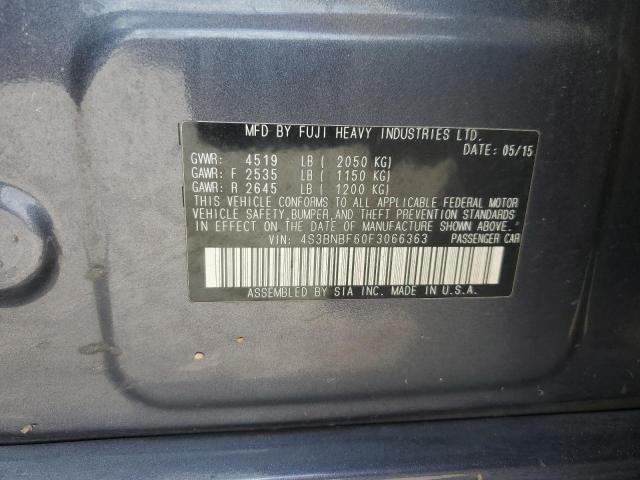 MFD BY FUJI HEAVY INDUSTRIES LTD.
DATE: 05/15
GVWR: 4519 LB ( 2050 KG)
GAWR: F 2535 LB ( 1150 KG)
GAWR: R 2645 LB ( 1200 KG)
THIS VEHICLE CONFORMS TO ALL APPLICABLE FEDERAL MOTOR
VEHICLE SAFETY, BUMPER, AND THEFT PREVENTION STANDARDS
IN EFFECT ON THE DATE OF MANUFACTURE SHOWN ABOVE.
VIN: 4S3BNBF60F3066363 PASSENGER CAR
ASSEMBLED BY SIA INC. MADE IN U.S.A.